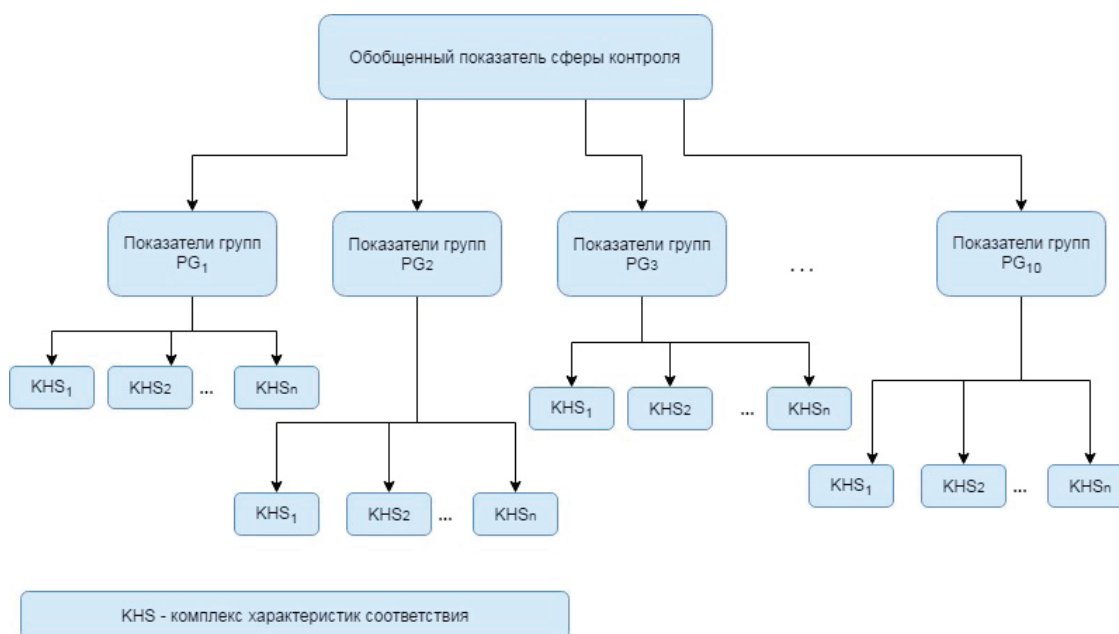 Обобщенный показатель сферы контроля
Показатели групп
PG₁
Показатели групп
PG2
Показатели групп
PG3
...
Показатели групп
PG₁₀
KHS₁
KHS2
...
KHSn
KHS₁
KHS2
...
KHSn
KHS₁
KHS2
...
KHSn
KHS₁
KHS2
...
KHSn
KHS - комплекс характеристик соответствия